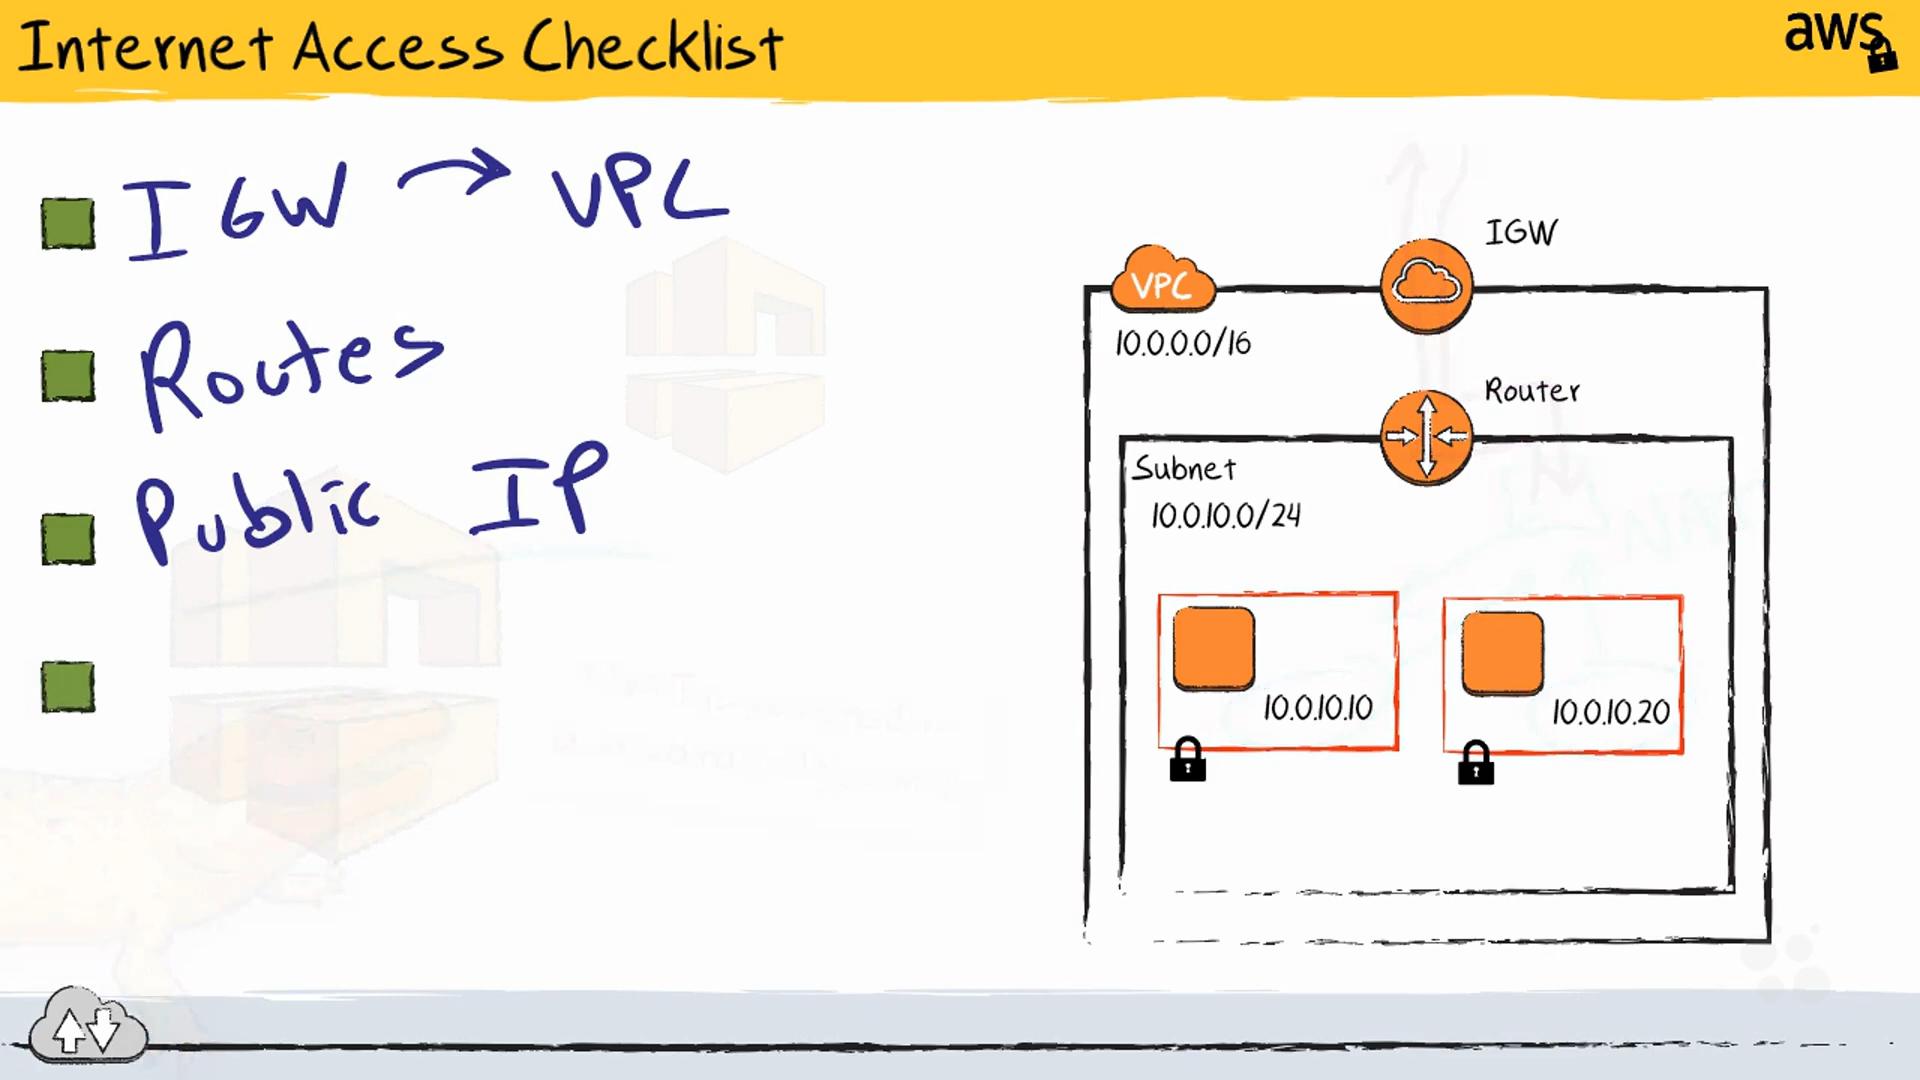 Internet Access Checklist
aws
IGW → VPC
Routes
Public IP
IGW
VPC
10.0.0.0/16
Router
Subnet
10.0.10.0/24
10.0.10.10
10.0.10.20